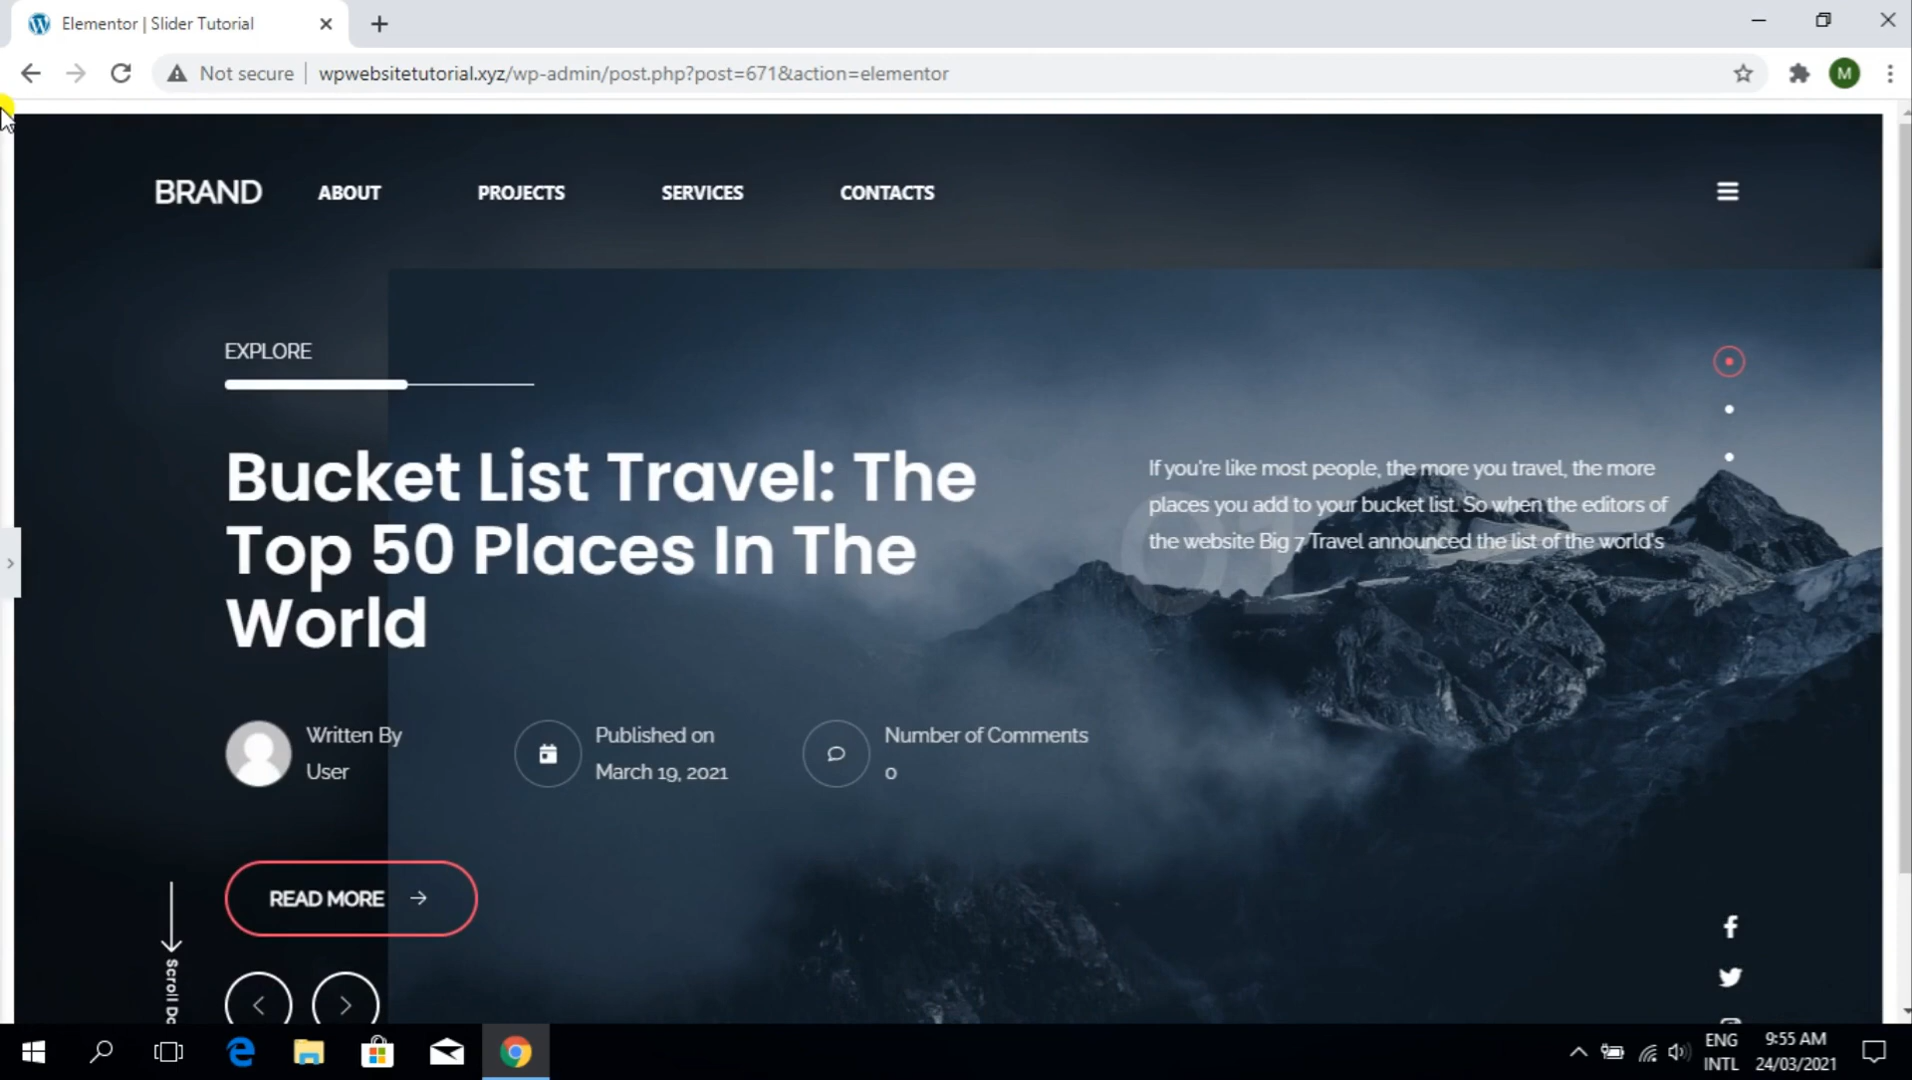 Elementor | Slider Tutorial
Not secure
wpwebsitetutorial.xyz/wp-admin/post.php?post=671&action=elementor
M
BRAND
ABOUT
PROJECTS
SERVICES
CONTACTS
EXPLORE
Bucket List Travel: The
Top 50 Places In The
World
01
If you're like most people, the more you travel, the more
places you add to your bucket list. So when the editors of
the website Big 7 Travel announced the list of the world's
Written By
User
Published on
March 19, 2021
Number of Comments
0
READ MORE
Scroll
ENG
INTL
9:55 AM
24/03/2021